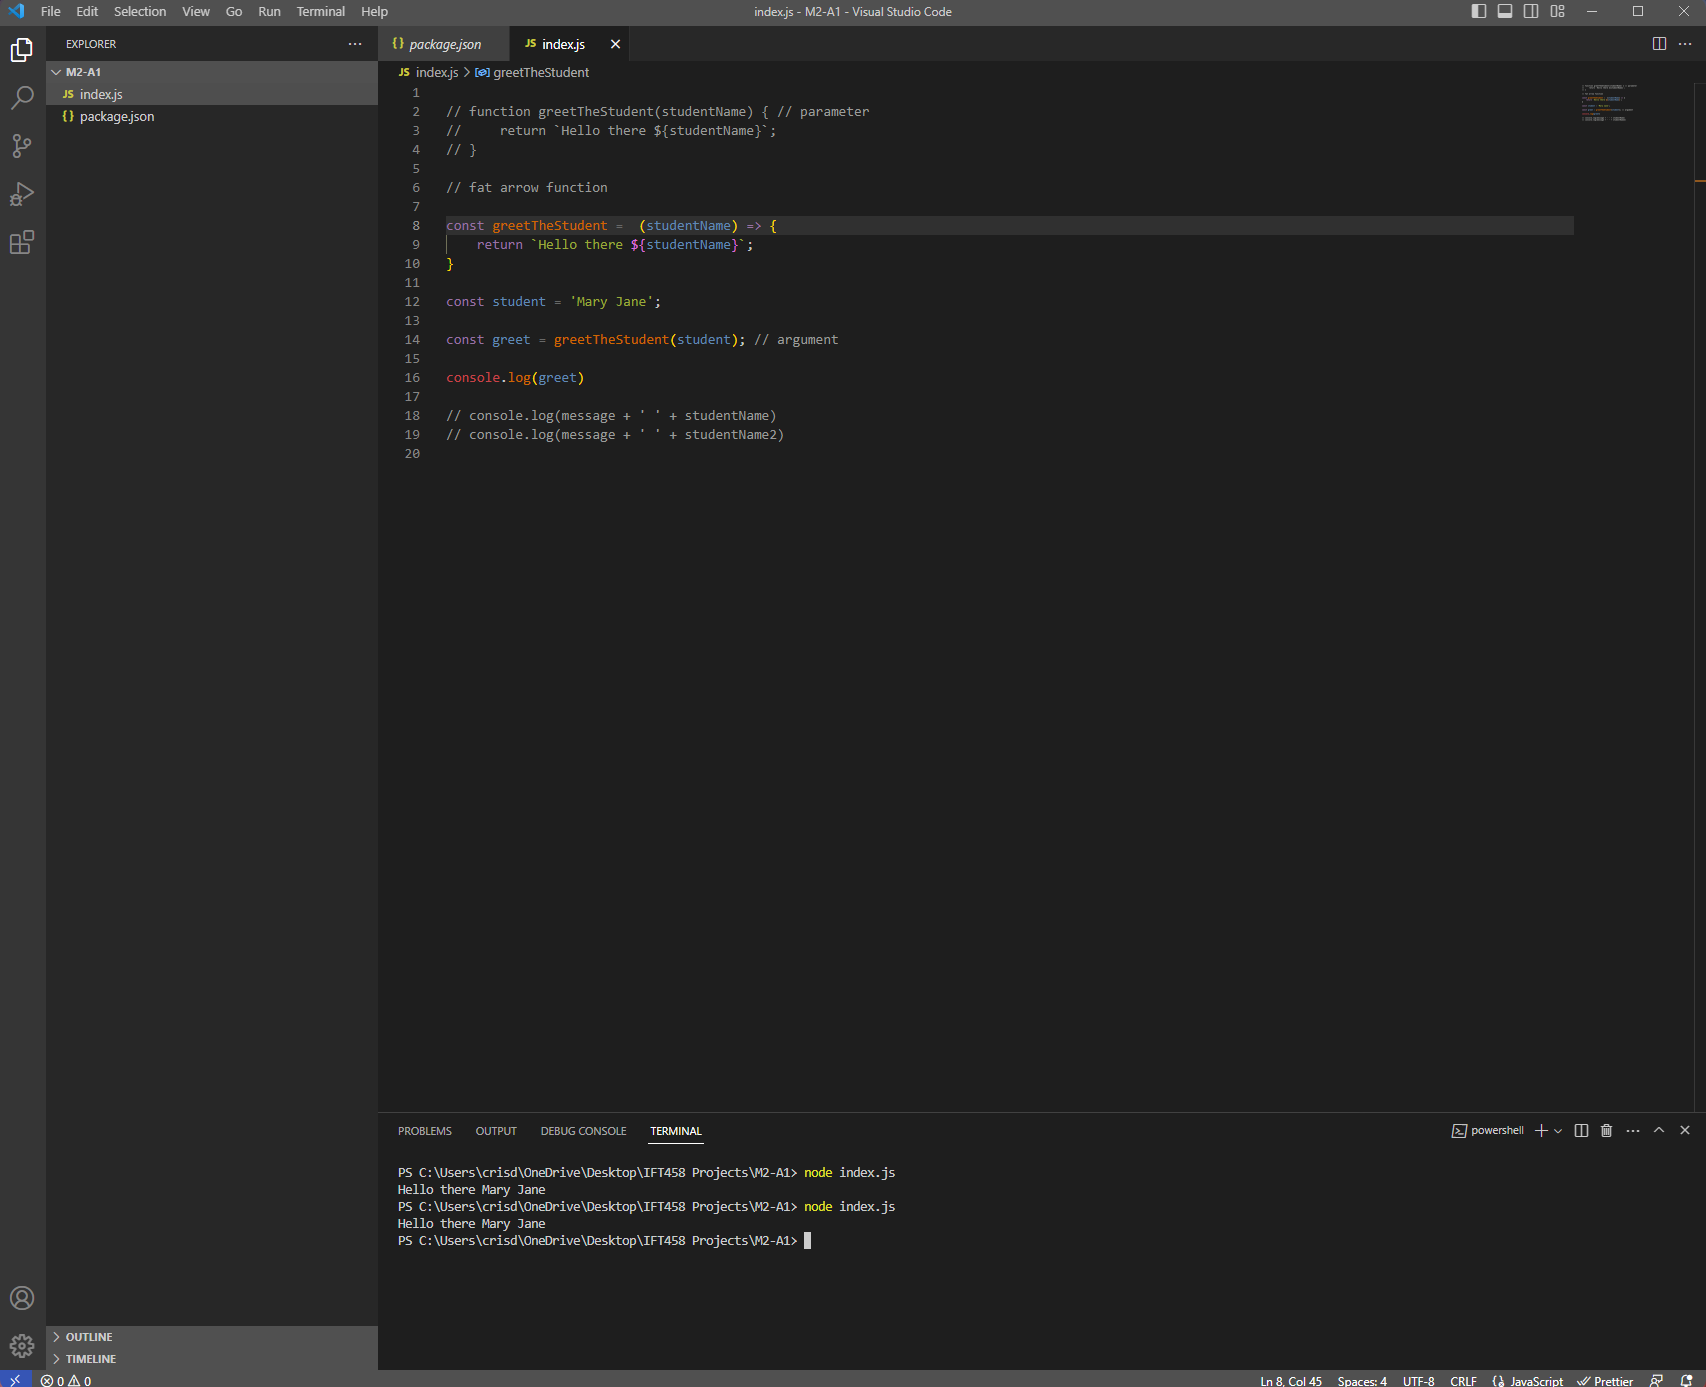 File Edit Selection View Go Run Terminal Help index.js - M2-A1 - Visual Studio Code
EXPLORER
M2-A1
JS index.js
{} package.json
OUTLINE
TIMELINE
{} package.json JS index.js
JS index.js > greetTheStudent
1
2 // function greetTheStudent(studentName) { // parameter
3 //     return `Hello there ${studentName}`;
4 // }
5
6 // fat arrow function
7
8 const greetTheStudent =  (studentName) => {
9     return `Hello there ${studentName}`;
10 }
11
12 const student = 'Mary Jane';
13
14 const greet = greetTheStudent(student); // argument
15
16 console.log(greet)
17
18 // console.log(message + ' ' + studentName)
19 // console.log(message + ' ' + studentName2)
20
PROBLEMS OUTPUT DEBUG CONSOLE TERMINAL powershell
PS C:\Users\crisd\OneDrive\Desktop\IFT458 Projects\M2-A1> node index.js
Hello there Mary Jane
PS C:\Users\crisd\OneDrive\Desktop\IFT458 Projects\M2-A1> node index.js
Hello there Mary Jane
PS C:\Users\crisd\OneDrive\Desktop\IFT458 Projects\M2-A1>
0 0 Ln 8, Col 45 Spaces: 4 UTF-8 CRLF {} JavaScript Prettier